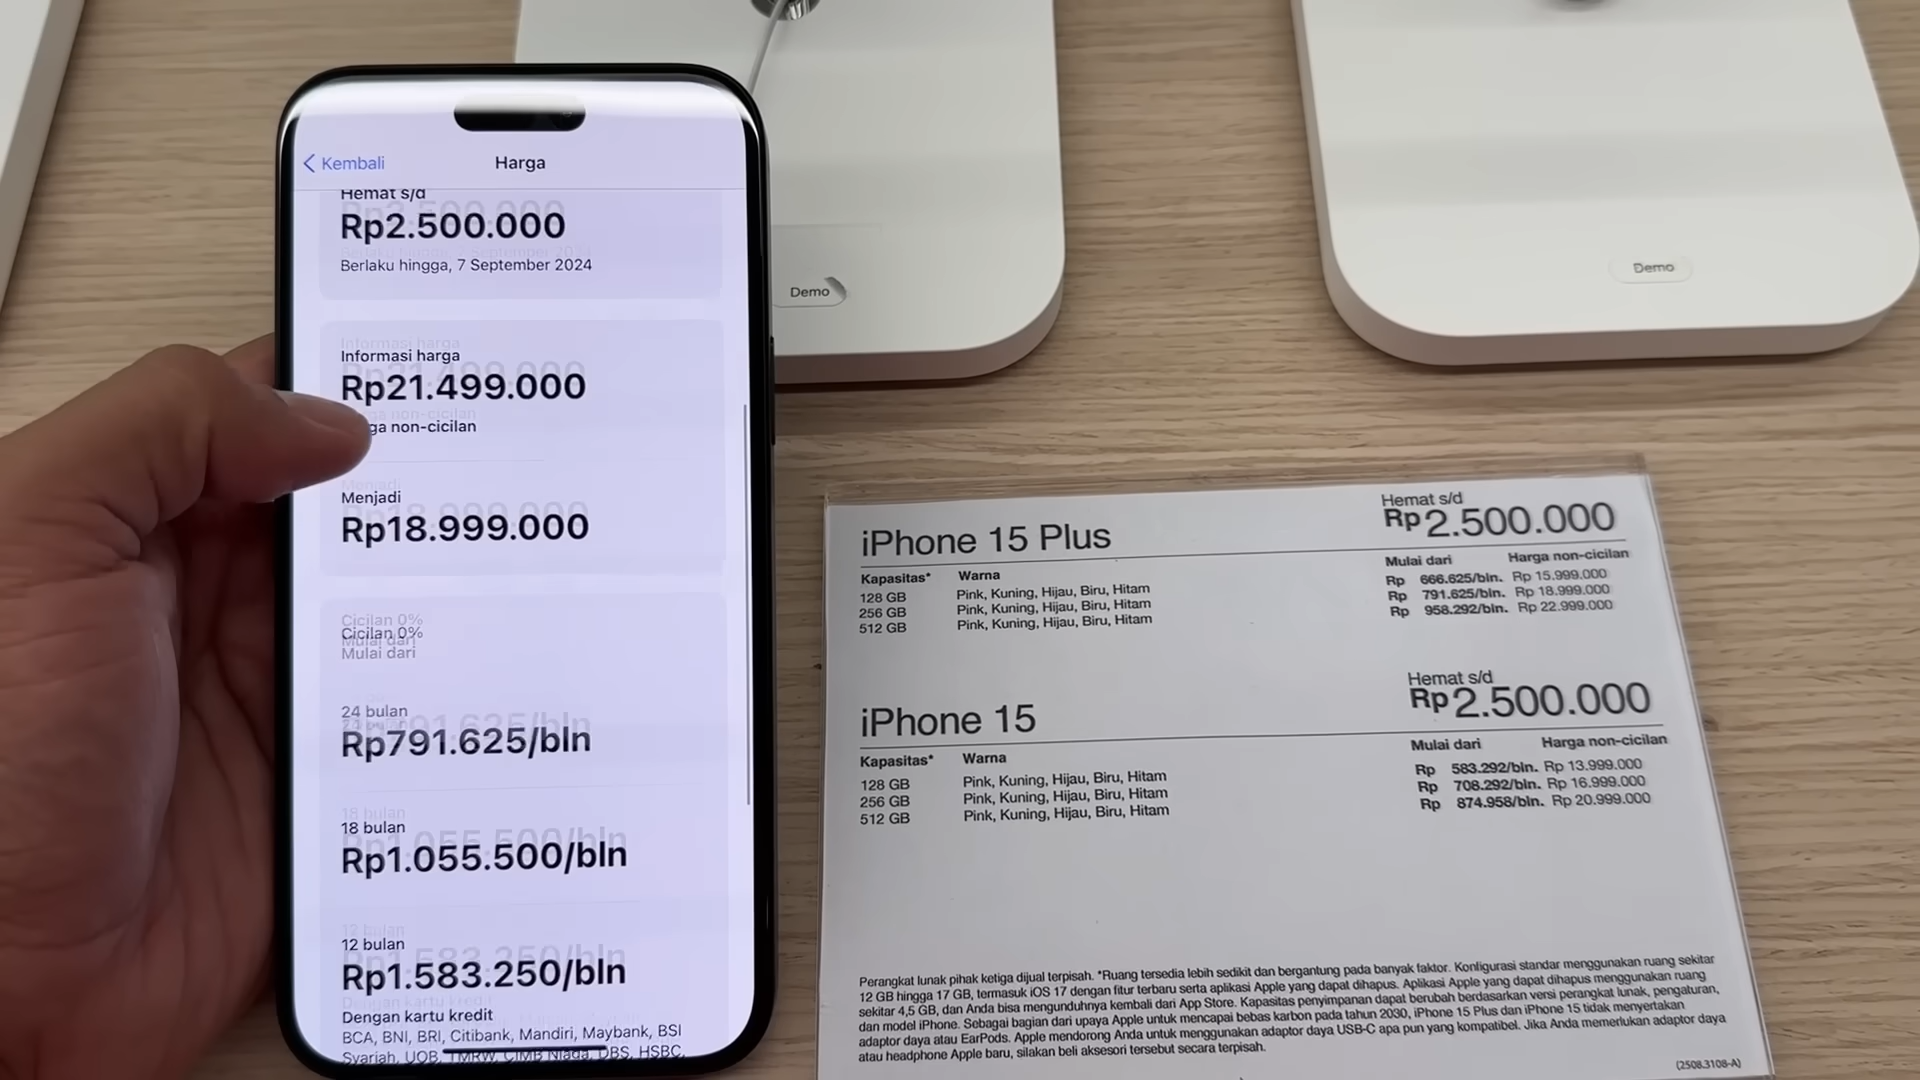 Kembali
Harga
Hemat s/d
Rp2.500.000
Berlaku hingga, 7 September 2024
Informasi harga
Rp21.499.000
non-cicilan
Menjadi
Rp18.999.000
Cicilan 0%
Mulai dari
24 bulan
Rp791.625/bln
18 bulan
Rp1.055.500/bln
12 bulan
Rp1.583.250/bln
Dengan kartu kredit
BCA, BNI, BRI, Citibank, Mandiri, Maybank, BSI
Syariah, UOB, TMRW, CIMB Niaga, DBS, HSBC,
Demo
Demo
iPhone 15 Plus
Hemat s/d
Rp2.500.000
Kapasitas* Warna Mulai dari Harga non-cicilan
128 GB Pink, Kuning, Hijau, Biru, Hitam Rp 666.625/bln. Rp 15.999.000
256 GB Pink, Kuning, Hijau, Biru, Hitam Rp 791.625/bln. Rp 18.999.000
512 GB Pink, Kuning, Hijau, Biru, Hitam Rp 958.292/bln. Rp 22.999.000
iPhone 15
Hemat s/d
Rp2.500.000
Kapasitas* Warna Mulai dari Harga non-cicilan
128 GB Pink, Kuning, Hijau, Biru, Hitam Rp 583.292/bln. Rp 13.999.000
256 GB Pink, Kuning, Hijau, Biru, Hitam Rp 708.292/bln. Rp 16.999.000
512 GB Pink, Kuning, Hijau, Biru, Hitam Rp 874.958/bln. Rp 20.999.000
Perangkat lunak pihak ketiga dijual terpisah. *Ruang tersedia lebih sedikit dan bergantung pada banyak faktor. Konfigurasi standar menggunakan ruang sekitar
12 GB hingga 17 GB, termasuk iOS 17 dengan fitur terbaru serta aplikasi Apple yang dapat dihapus. Aplikasi Apple yang dapat dihapus menggunakan ruang
sekitar 4,5 GB, dan Anda bisa mengunduhnya kembali dari App Store. Kapasitas penyimpanan dapat berubah berdasarkan versi perangkat lunak, pengaturan,
dan model iPhone. Sebagai bagian dari upaya Apple untuk mencapai bebas karbon pada tahun 2030, iPhone 15 Plus dan iPhone 15 tidak menyertakan
adaptor daya atau EarPods. Apple mendorong Anda untuk menggunakan adaptor daya USB-C apa pun yang kompatibel. Jika Anda memerlukan adaptor daya
atau headphone Apple baru, silakan beli aksesori tersebut secara terpisah.
(2508.3108-A)